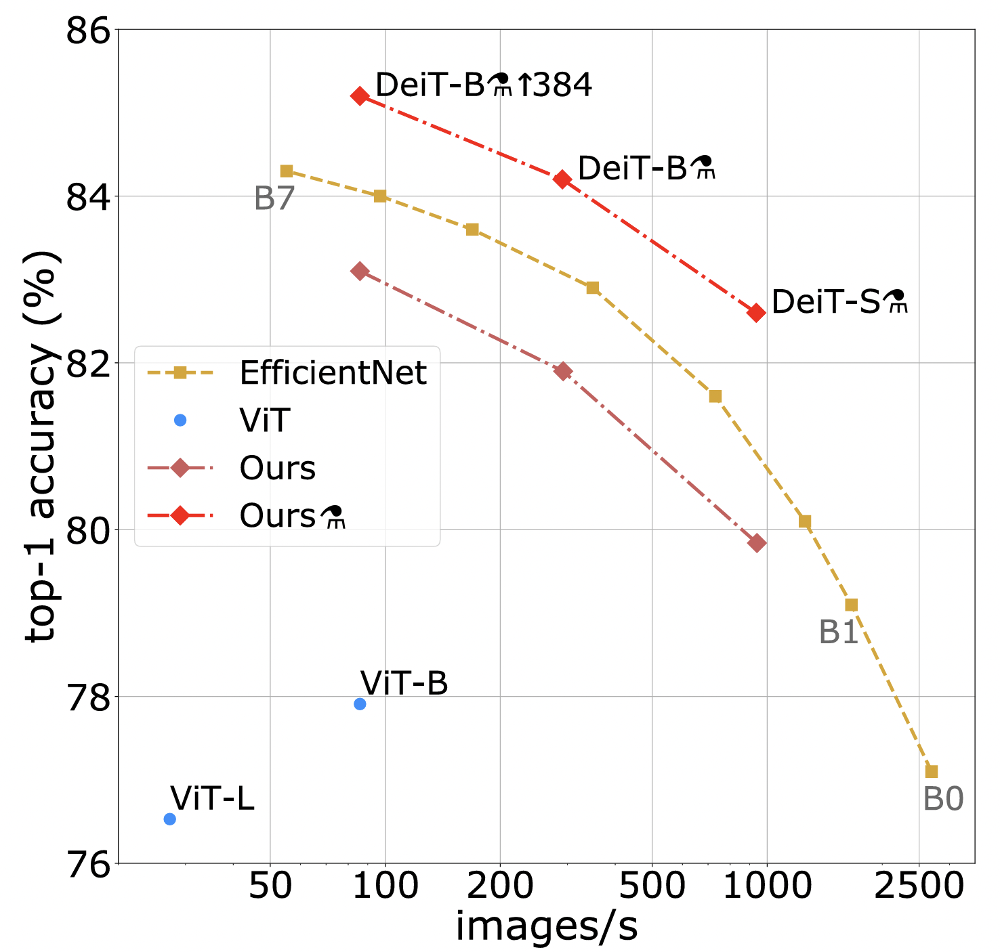 86
84
82
80
78
76
top-1 accuracy (%)
DeiT-B⚗↑384
DeiT-B⚗
B7
DeiT-S⚗
EfficientNet
ViT
Ours
Ours⚗
B1
ViT-B
ViT-L
B0
50 100 200 500 1000 2500
images/s